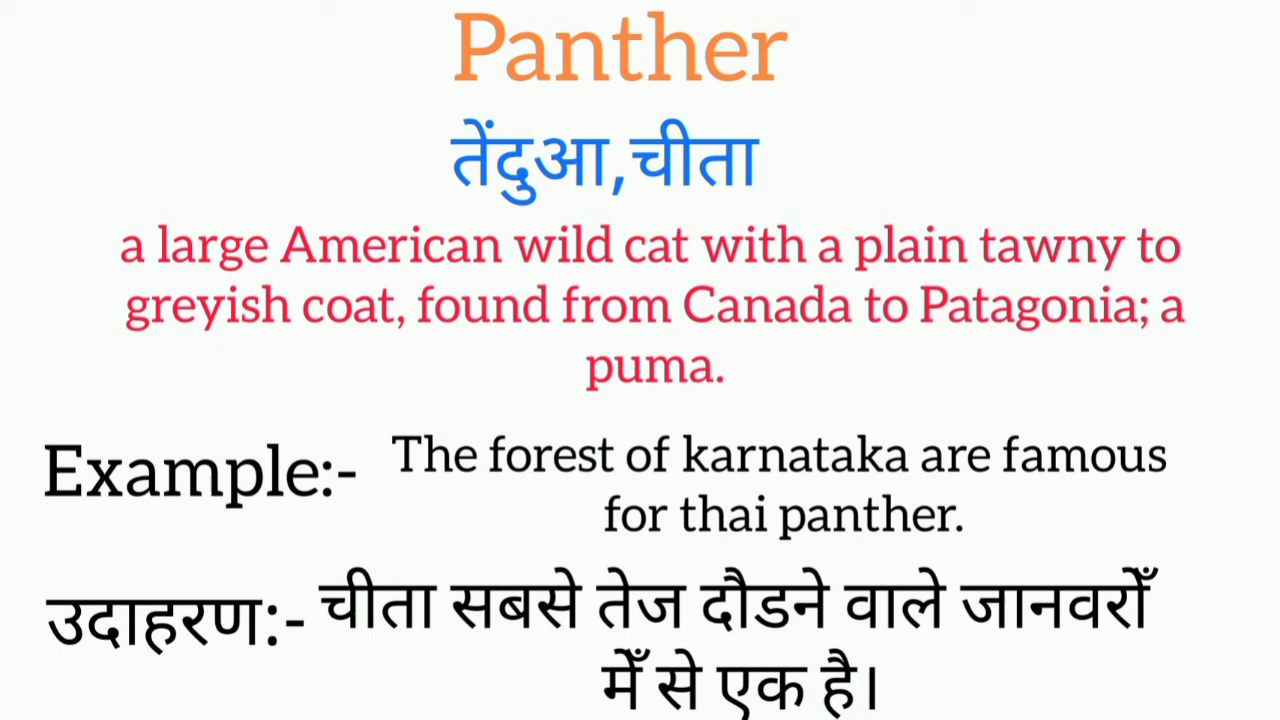 Panther
तेंदुआ,चीता
a large American wild cat with a plain tawny to
greyish coat, found from Canada to Patagonia; a
puma.
Example:- The forest of karnataka are famous
for thai panther.
उदाहरण:- चीता सबसे तेज दौडने वाले जानवरोँ
मेँ से एक है।